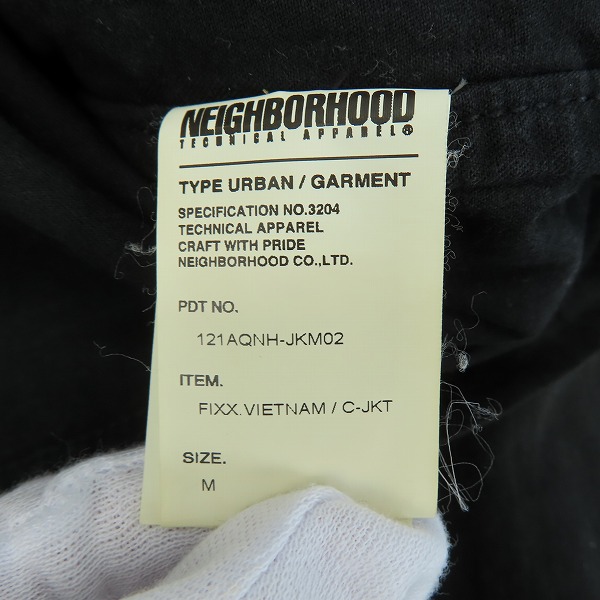 NEIGHBORHOOD
TECHNICAL APPAREL®
TYPE URBAN / GARMENT
SPECIFICATION NO.3204
TECHNICAL APPAREL
CRAFT WITH PRIDE
NEIGHBORHOOD CO.,LTD.
PDT NO.
121AQNH-JKM02
ITEM.
FIXX.VIETNAM / C-JKT
SIZE.
M